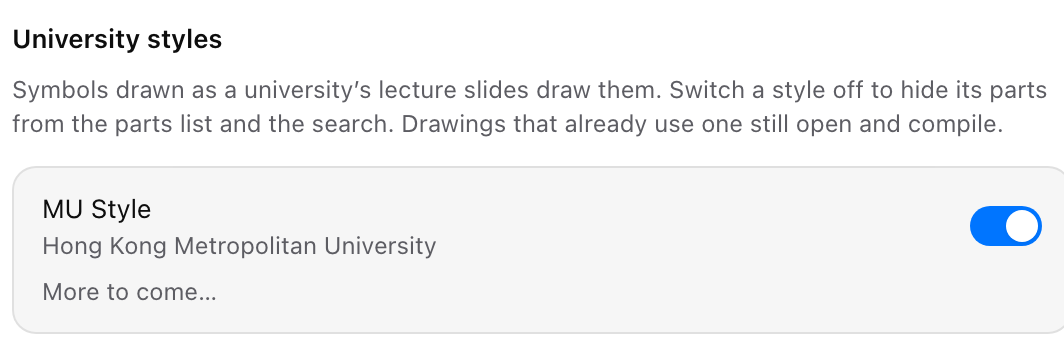 University styles
Symbols drawn as a university’s lecture slides draw them. Switch a style off to hide its parts
from the parts list and the search. Drawings that already use one still open and compile.
MU Style
Hong Kong Metropolitan University
More to come...